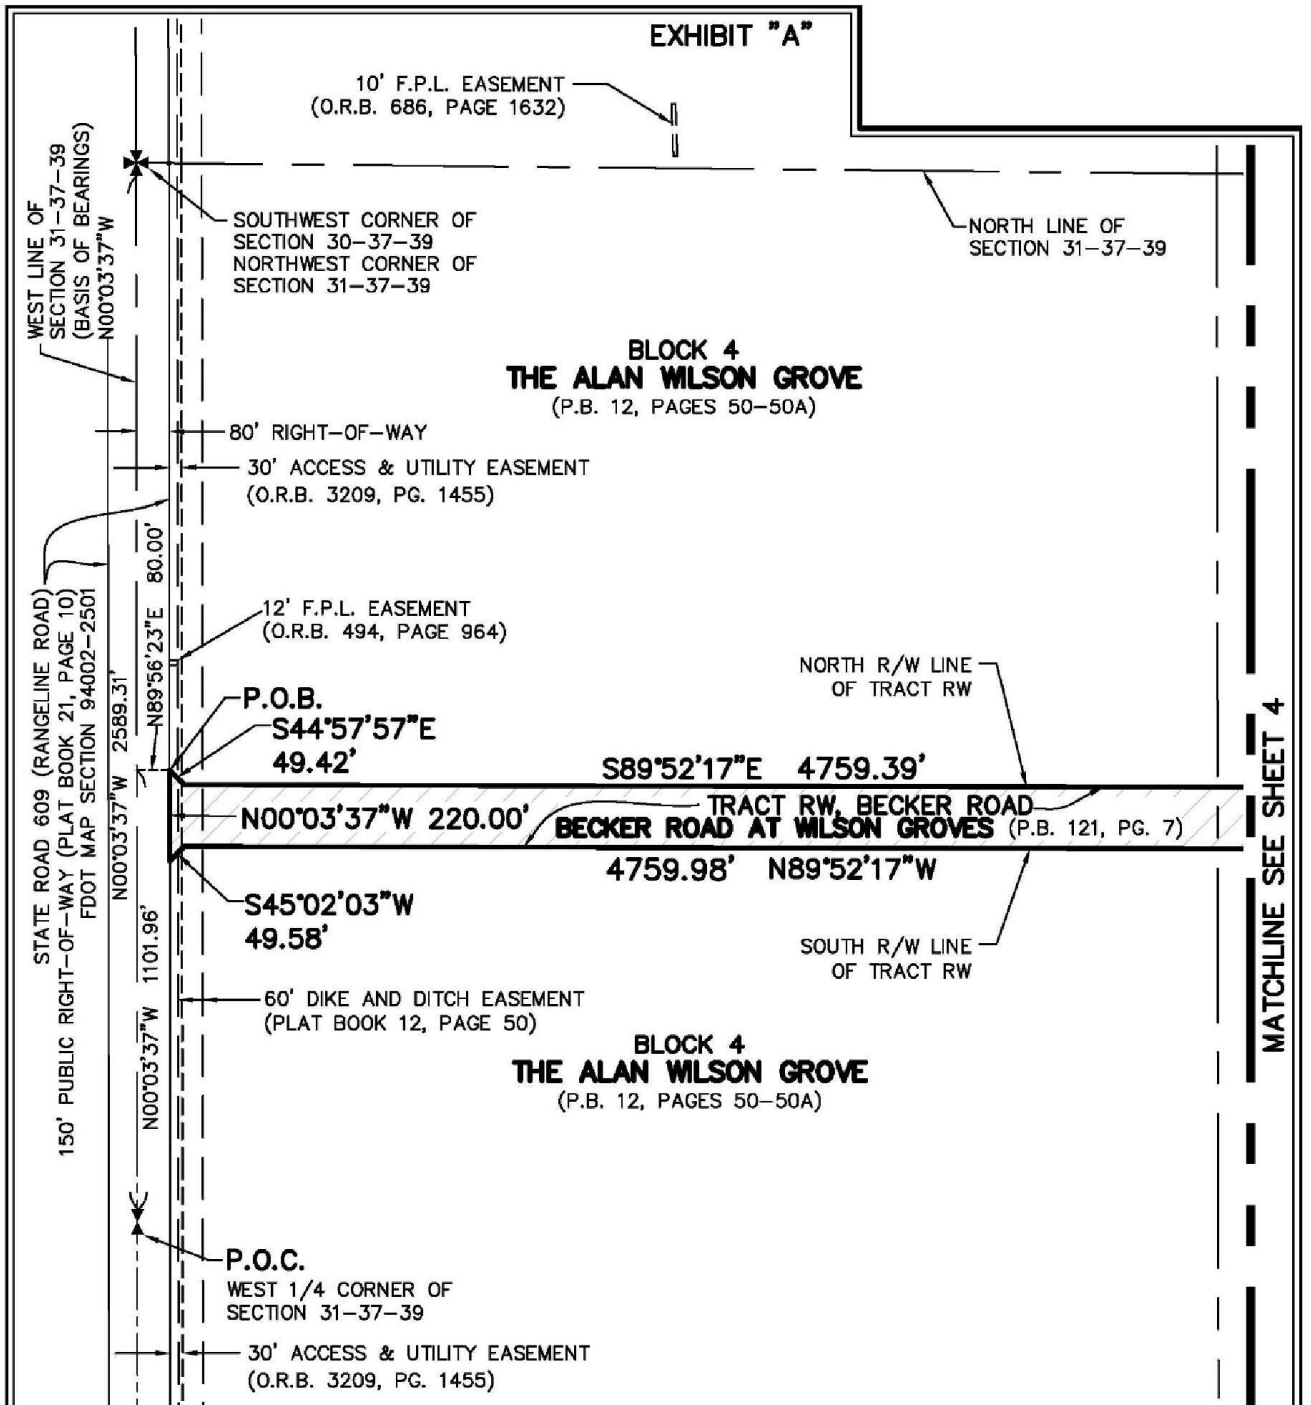 EXHIBIT "A"
10' F.P.L. EASEMENT
(O.R.B. 686, PAGE 1632)
WEST LINE OF
SECTION 31-37-39
(BASIS OF BEARINGS)
N00°03'37"W
SOUTHWEST CORNER OF
SECTION 30-37-39
NORTHWEST CORNER OF
SECTION 31-37-39
NORTH LINE OF
SECTION 31-37-39
BLOCK 4
THE ALAN WILSON GROVE
(P.B. 12, PAGES 50-50A)
80' RIGHT-OF-WAY
30' ACCESS & UTILITY EASEMENT
(O.R.B. 3209, PG. 1455)
STATE ROAD 609 (RANGELINE ROAD)
150' PUBLIC RIGHT-OF-WAY (PLAT BOOK 21, PAGE 10)
FDOT MAP SECTION 94002-2501
N00°03'37"W 2589.31'
N89°56'23"E 80.00'
12' F.P.L. EASEMENT
(O.R.B. 494, PAGE 964)
NORTH R/W LINE
OF TRACT RW
P.O.B.
S44°57'57"E
49.42'
S89°52'17"E 4759.39'
N00°03'37"W 220.00'
TRACT RW, BECKER ROAD
BECKER ROAD AT WILSON GROVES (P.B. 121, PG. 7)
4759.98' N89°52'17"W
S45°02'03"W
49.58'
SOUTH R/W LINE
OF TRACT RW
MATCHLINE SEE SHEET 4
N00°03'37"W 1101.96'
60' DIKE AND DITCH EASEMENT
(PLAT BOOK 12, PAGE 50)
BLOCK 4
THE ALAN WILSON GROVE
(P.B. 12, PAGES 50-50A)
P.O.C.
WEST 1/4 CORNER OF
SECTION 31-37-39
30' ACCESS & UTILITY EASEMENT
(O.R.B. 3209, PG. 1455)